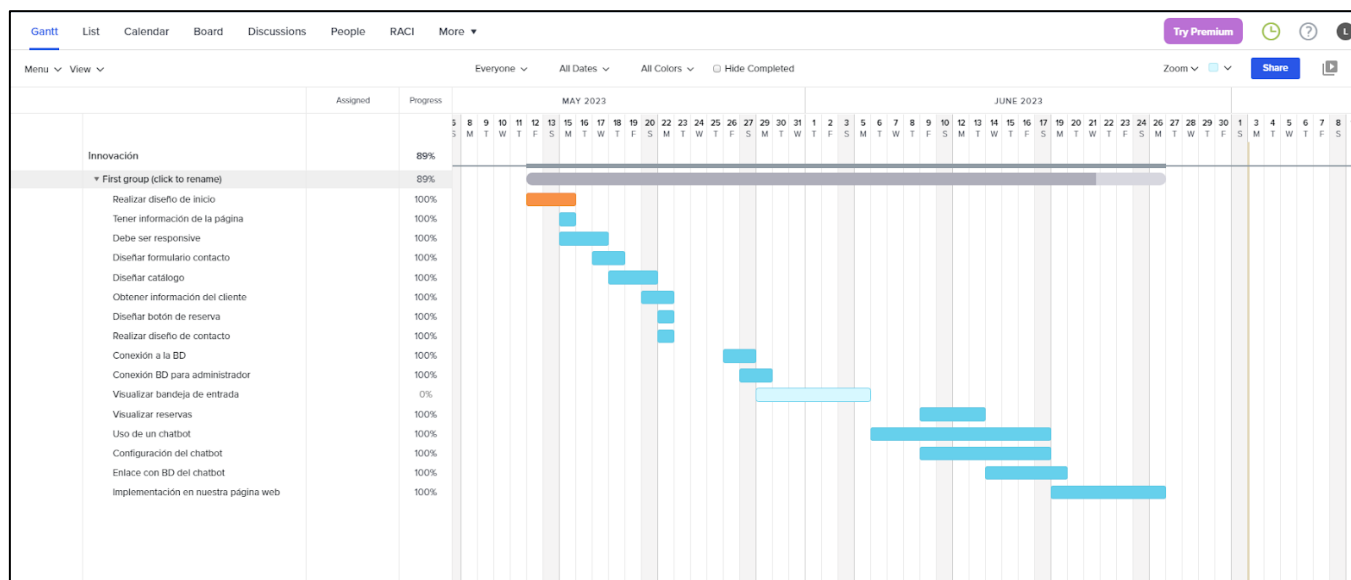 Gantt List Calendar Board Discussions People RACI More Try Premium ? L
Menu View Everyone All Dates All Colors Hide Completed Zoom Share
Assigned Progress MAY 2023 JUNE 2023
8 9 10 11 12 13 15 16 17 18 19 20 22 23 24 25 26 27 29 30 31 1 2 3 5 6 7 8 9 10 12 13 14 15 16 17 19 20 21 22 23 24 26 27 28 29 30 1 3 4 5 6 7 8
S M T W T F S M T W T F S M T W T F S M T W T F S M T W T F S M T W T F S M T W T F S M T W T F S M T W T F S
Innovación 89%
First group (click to rename) 89%
Realizar diseño de inicio 100%
Tener información de la página 100%
Debe ser responsive 100%
Diseñar formulario contacto 100%
Diseñar catálogo 100%
Obtener información del cliente 100%
Diseñar botón de reserva 100%
Realizar diseño de contacto 100%
Conexión a la BD 100%
Conexión BD para administrador 100%
Visualizar bandeja de entrada 0%
Visualizar reservas 100%
Uso de un chatbot 100%
Configuración del chatbot 100%
Enlace con BD del chatbot 100%
Implementación en nuestra página web 100%